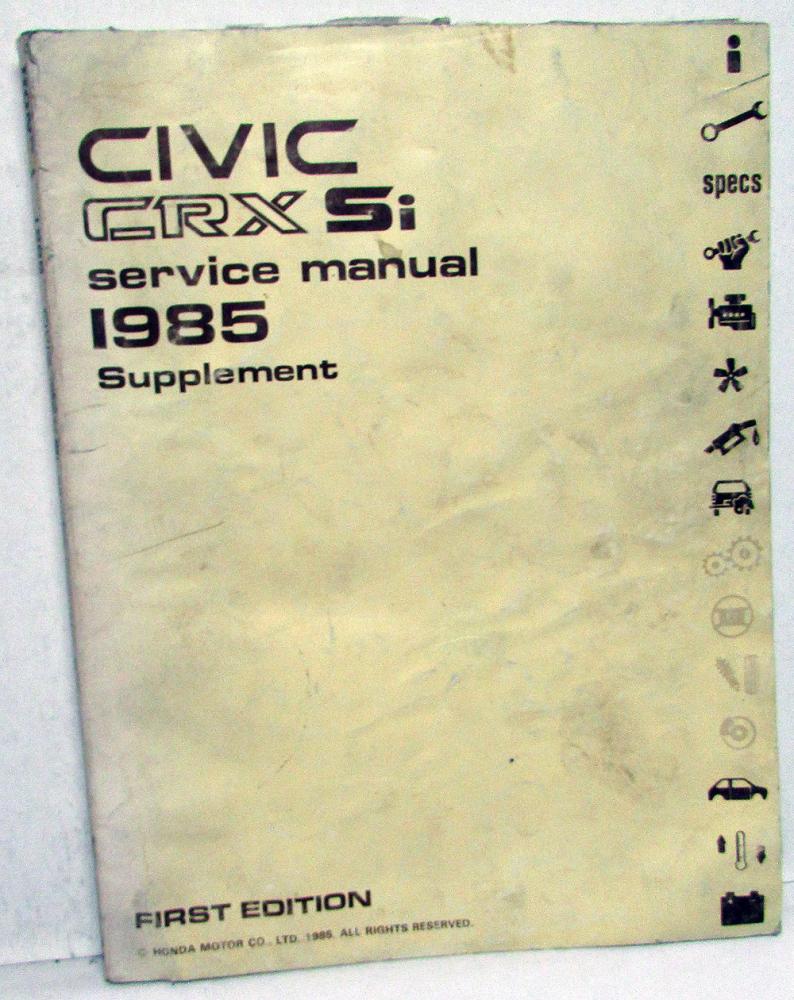 CIVIC
CRX Si
service manual
1985
Supplement
i
specs
FIRST EDITION
© HONDA MOTOR CO., LTD. 1985. ALL RIGHTS RESERVED.